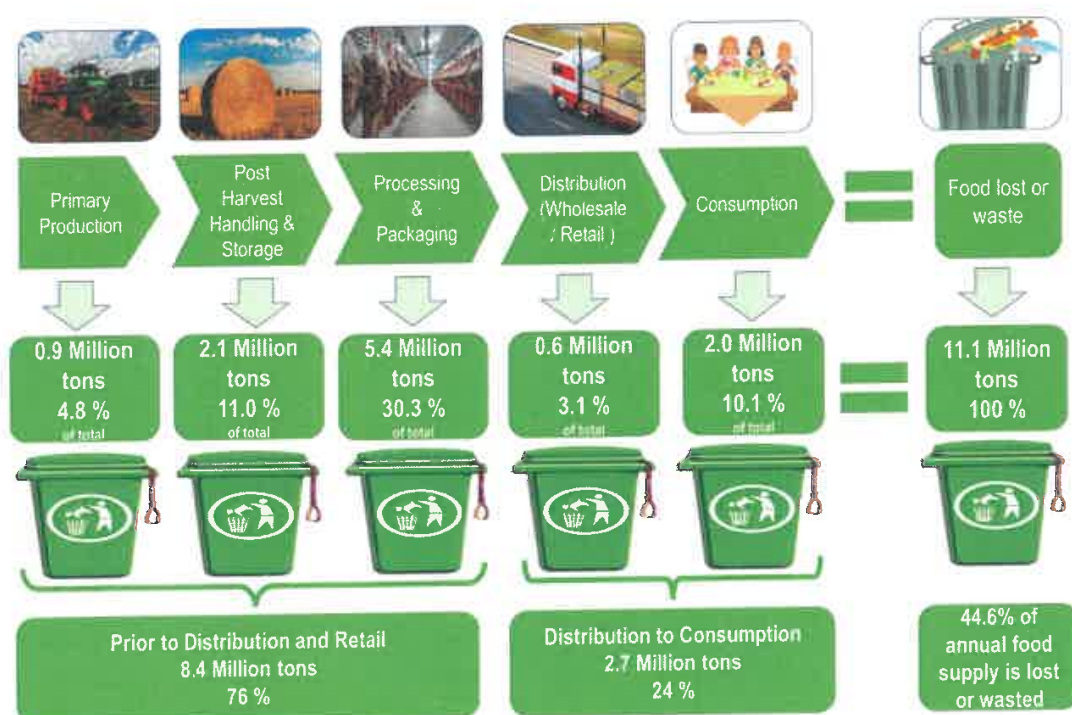 Primary
Production
Post
Harvest
Handling &
Storage
Processing
&
Packaging
Distribution
(Wholesale
/ Retail )
Consumption
Food lost or
waste
0.9 Million
tons
4.8 %
of total
2.1 Million
tons
11.0 %
of total
5.4 Million
tons
30.3 %
of total
0.6 Million
tons
3.1 %
of total
2.0 Million
tons
10.1 %
of total
11.1 Million
tons
100 %
Prior to Distribution and Retail
8.4 Million tons
76 %
Distribution to Consumption
2.7 Million tons
24 %
44.6% of
annual food
supply is lost
or wasted